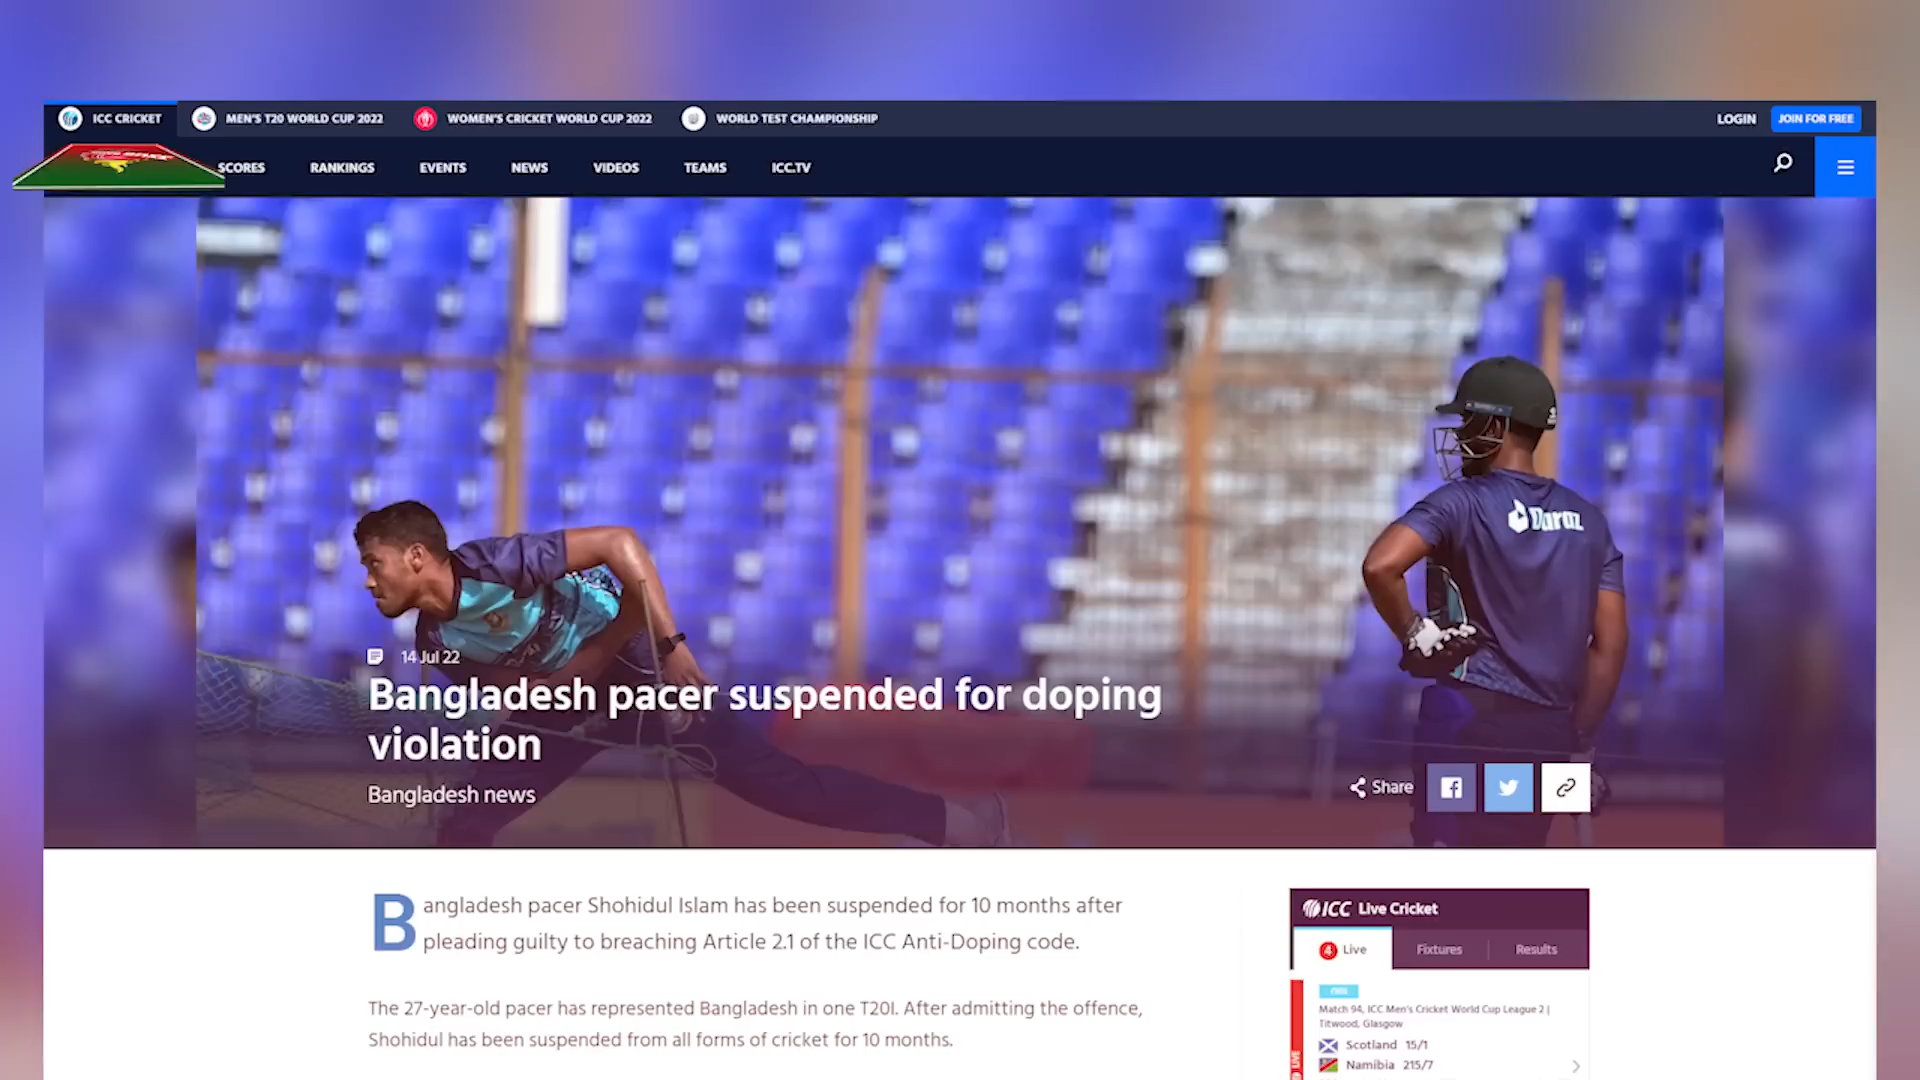 ICC CRICKET
MEN'S T20 WORLD CUP 2022
WOMEN'S CRICKET WORLD CUP 2022
WORLD TEST CHAMPIONSHIP
LOGIN
JOIN FOR FREE
SCORES
RANKINGS
EVENTS
NEWS
VIDEOS
TEAMS
ICC.TV
Daraz
14 Jul 22
Bangladesh pacer suspended for doping
violation
Bangladesh news
Share
Bangladesh pacer Shohidul Islam has been suspended for 10 months after
pleading guilty to breaching Article 2.1 of the ICC Anti-Doping code.
The 27-year-old pacer has represented Bangladesh in one T20I. After admitting the offence,
Shohidul has been suspended from all forms of cricket for 10 months.
ICC Live Cricket
4 Live
Fixtures
Results
LIVE
Match 94, ICC Men's Cricket World Cup League 2 |
Titwood, Glasgow
Scotland 15/1
Namibia 215/7